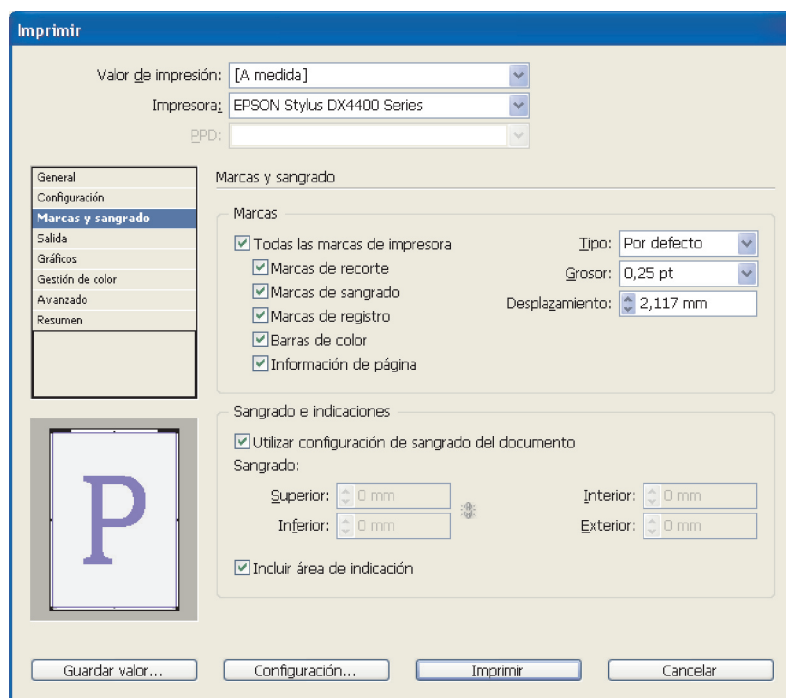 Imprimir
Valor de impresión: [A medida]
Impresora: EPSON Stylus DX4400 Series
PPD:
General
Configuración
Marcas y sangrado
Salida
Gráficos
Gestión de color
Avanzado
Resumen
Marcas y sangrado
Marcas
Todas las marcas de impresora
Marcas de recorte
Marcas de sangrado
Marcas de registro
Barras de color
Información de página
Tipo: Por defecto
Grosor: 0,25 pt
Desplazamiento: 2,117 mm
Sangrado e indicaciones
Utilizar configuración de sangrado del documento
Sangrado:
Superior: 0 mm
Interior: 0 mm
Inferior: 0 mm
Exterior: 0 mm
Incluir área de indicación
P
Guardar valor...
Configuración...
Imprimir
Cancelar